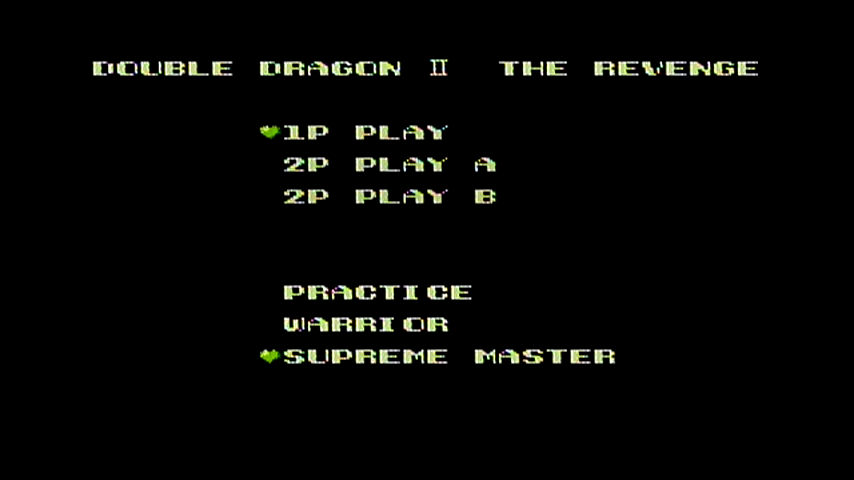 DOUBLE DRAGON II THE REVENGE
1P PLAY
2P PLAY A
2P PLAY B
PRACTICE
WARRIOR
SUPREME MASTER